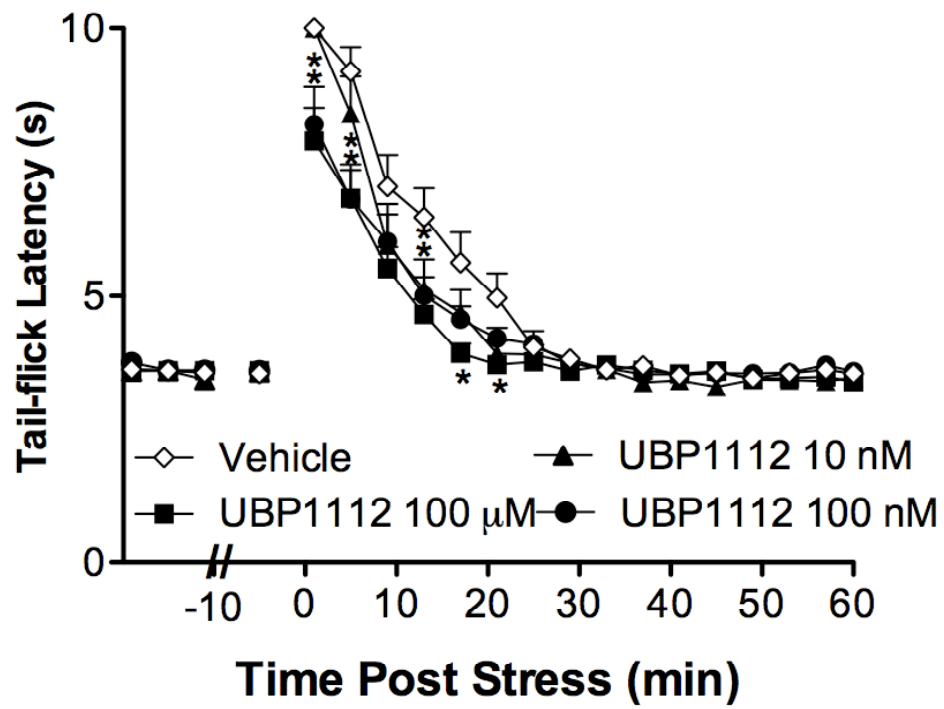 10
Tail-flick Latency (s)
5
0
**
**
**
*
*
Vehicle
UBP1112 10 nM
UBP1112 100 μM
UBP1112 100 nM
-10 0 10 20 30 40 50 60
Time Post Stress (min)